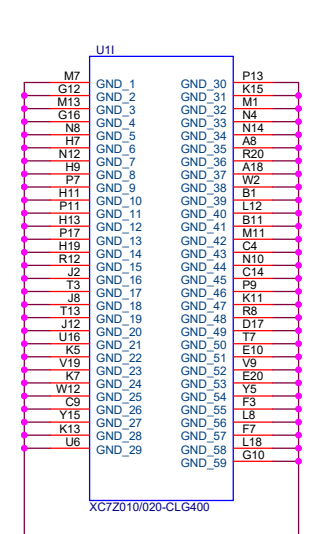 U1I
M7 GND_1 GND_30 P13
G12 GND_2 GND_31 K15
M13 GND_3 GND_32 M1
G16 GND_4 GND_33 N4
N8 GND_5 GND_34 N14
H7 GND_6 GND_35 A8
N12 GND_7 GND_36 R20
H9 GND_8 GND_37 A18
P7 GND_9 GND_38 W2
H11 GND_10 GND_39 B1
P11 GND_11 GND_40 L12
H13 GND_12 GND_41 B11
P17 GND_13 GND_42 M11
H19 GND_14 GND_43 C4
R12 GND_15 GND_44 N10
J2 GND_16 GND_45 C14
T3 GND_17 GND_46 P9
J8 GND_18 GND_47 K11
T13 GND_19 GND_48 R8
J12 GND_20 GND_49 D17
U16 GND_21 GND_50 T7
K5 GND_22 GND_51 E10
V19 GND_23 GND_52 V9
K7 GND_24 GND_53 E20
W12 GND_25 GND_54 Y5
C9 GND_26 GND_55 F3
Y15 GND_27 GND_56 L8
K13 GND_28 GND_57 F7
U6 GND_29 GND_58 L18
GND_59 G10
XC7Z010/020-CLG400